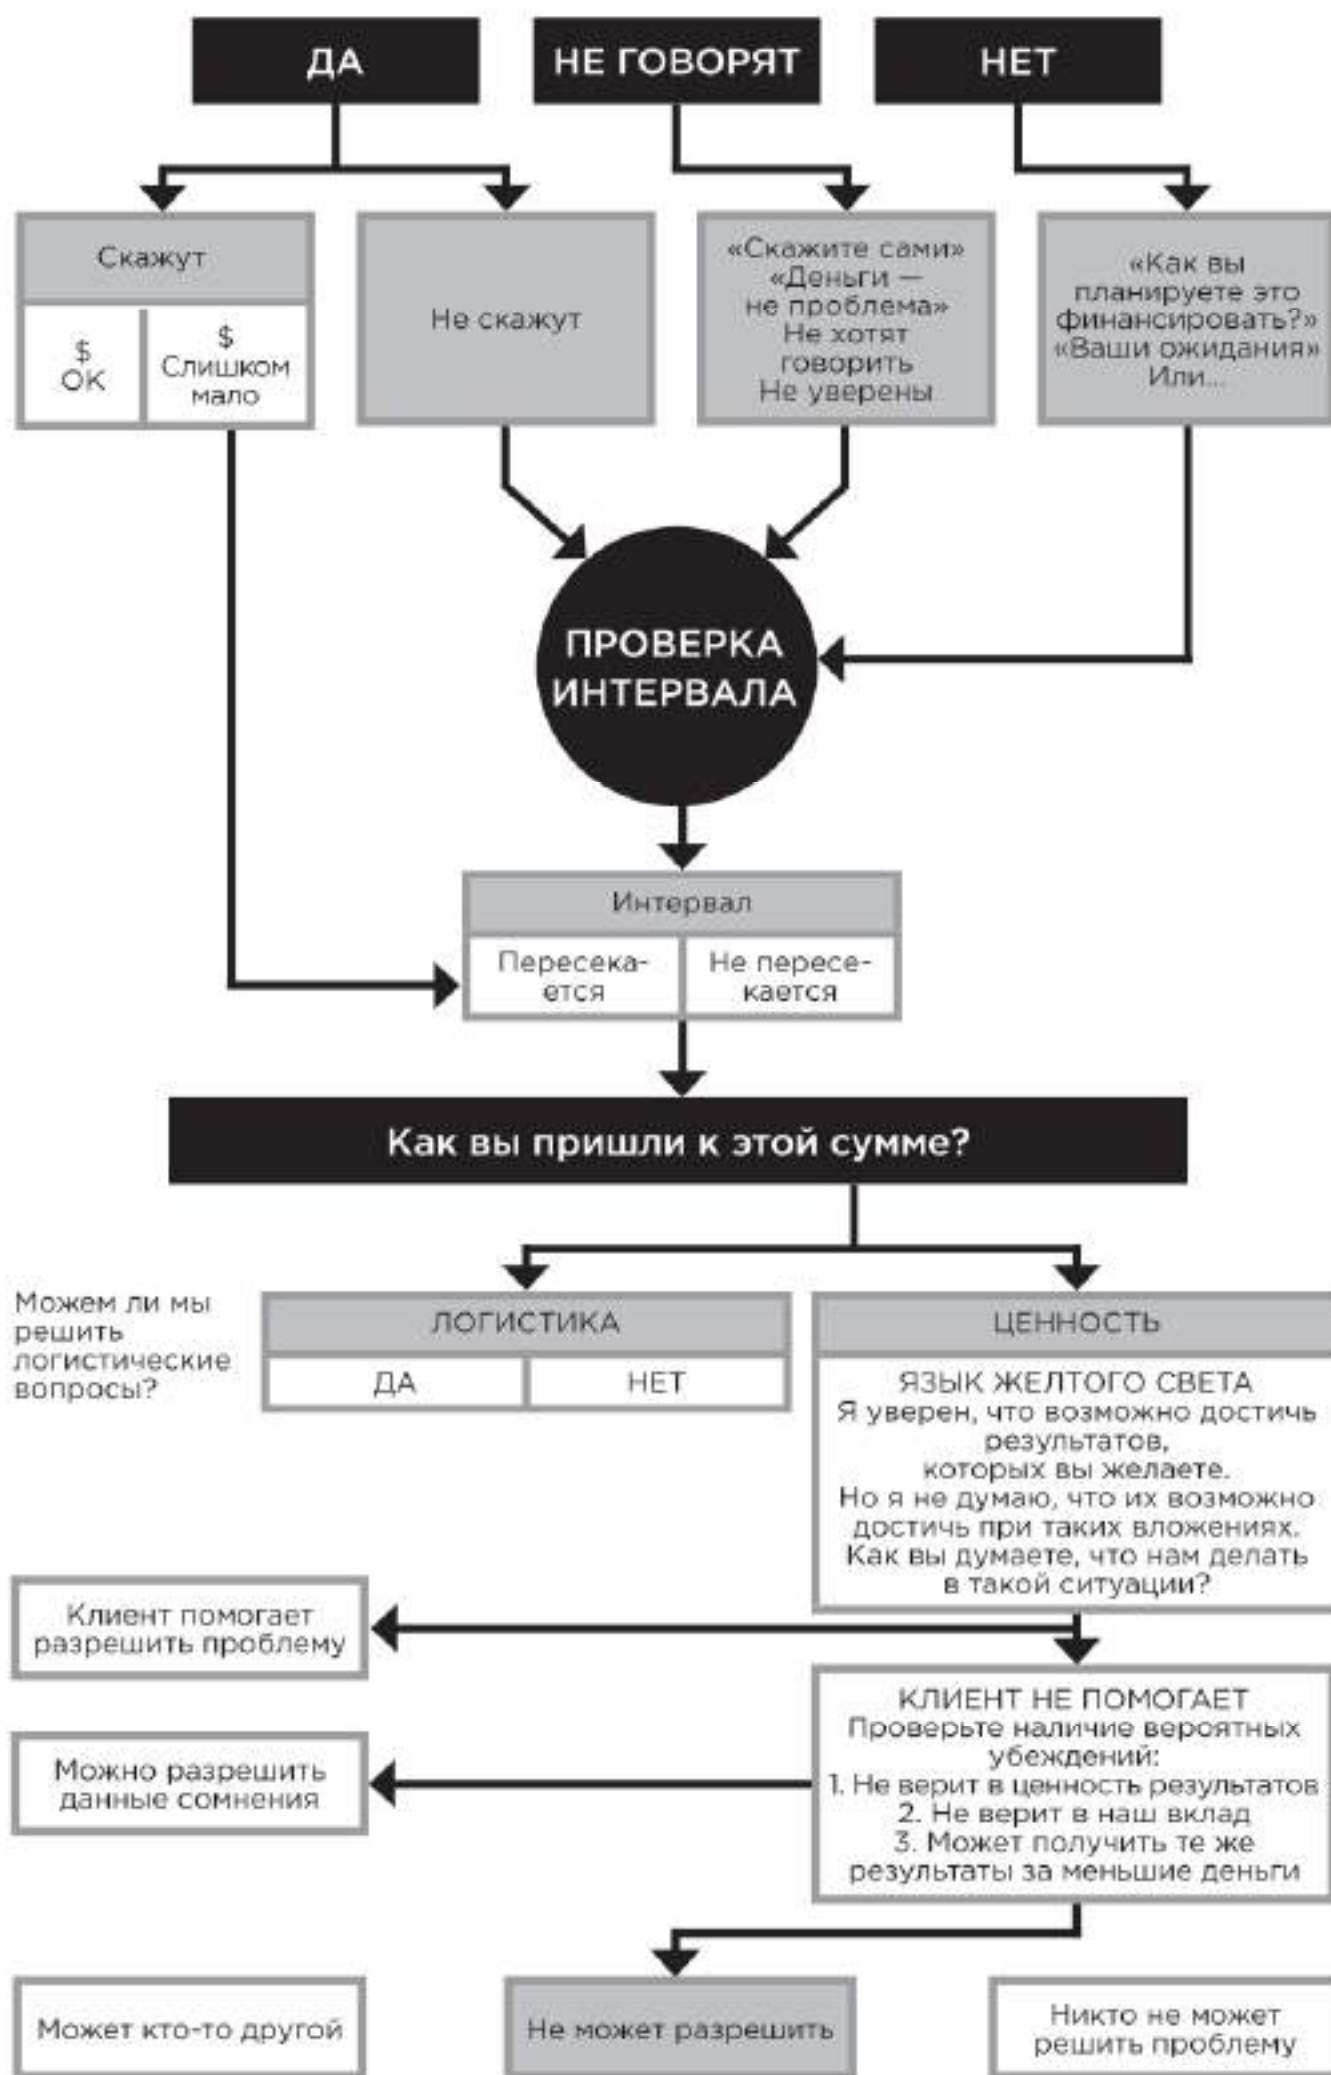 ДА
НЕ ГОВОРЯТ
НЕТ
Скажут
$
ОК
$
Слишком
мало
Не скажут
«Скажите сами»
«Деньги —
не проблема»
Не хотят
говорить
Не уверены
«Как вы
планируете это
финансировать?»
«Ваши ожидания»
Или...
ПРОВЕРКА
ИНТЕРВАЛА
Интервал
Пересека-
ется
Не пересе-
кается
Как вы пришли к этой сумме?
Можем ли мы
решить
логистические
вопросы?
ЛОГИСТИКА
ДА
НЕТ
ЦЕННОСТЬ
ЯЗЫК ЖЕЛТОГО СВЕТА
Я уверен, что возможно достичь
результатов,
которых вы желаете.
Но я не думаю, что их возможно
достичь при таких вложениях.
Как вы думаете, что нам делать
в такой ситуации?
Клиент помогает
разрешить проблему
КЛИЕНТ НЕ ПОМОГАЕТ
Проверьте наличие вероятных
убеждений:
1. Не верит в ценность результатов
2. Не верит в наш вклад
3. Может получить те же
результаты за меньшие деньги
Можно разрешить
данные сомнения
Может кто-то другой
Не может разрешить
Никто не может
решить проблему